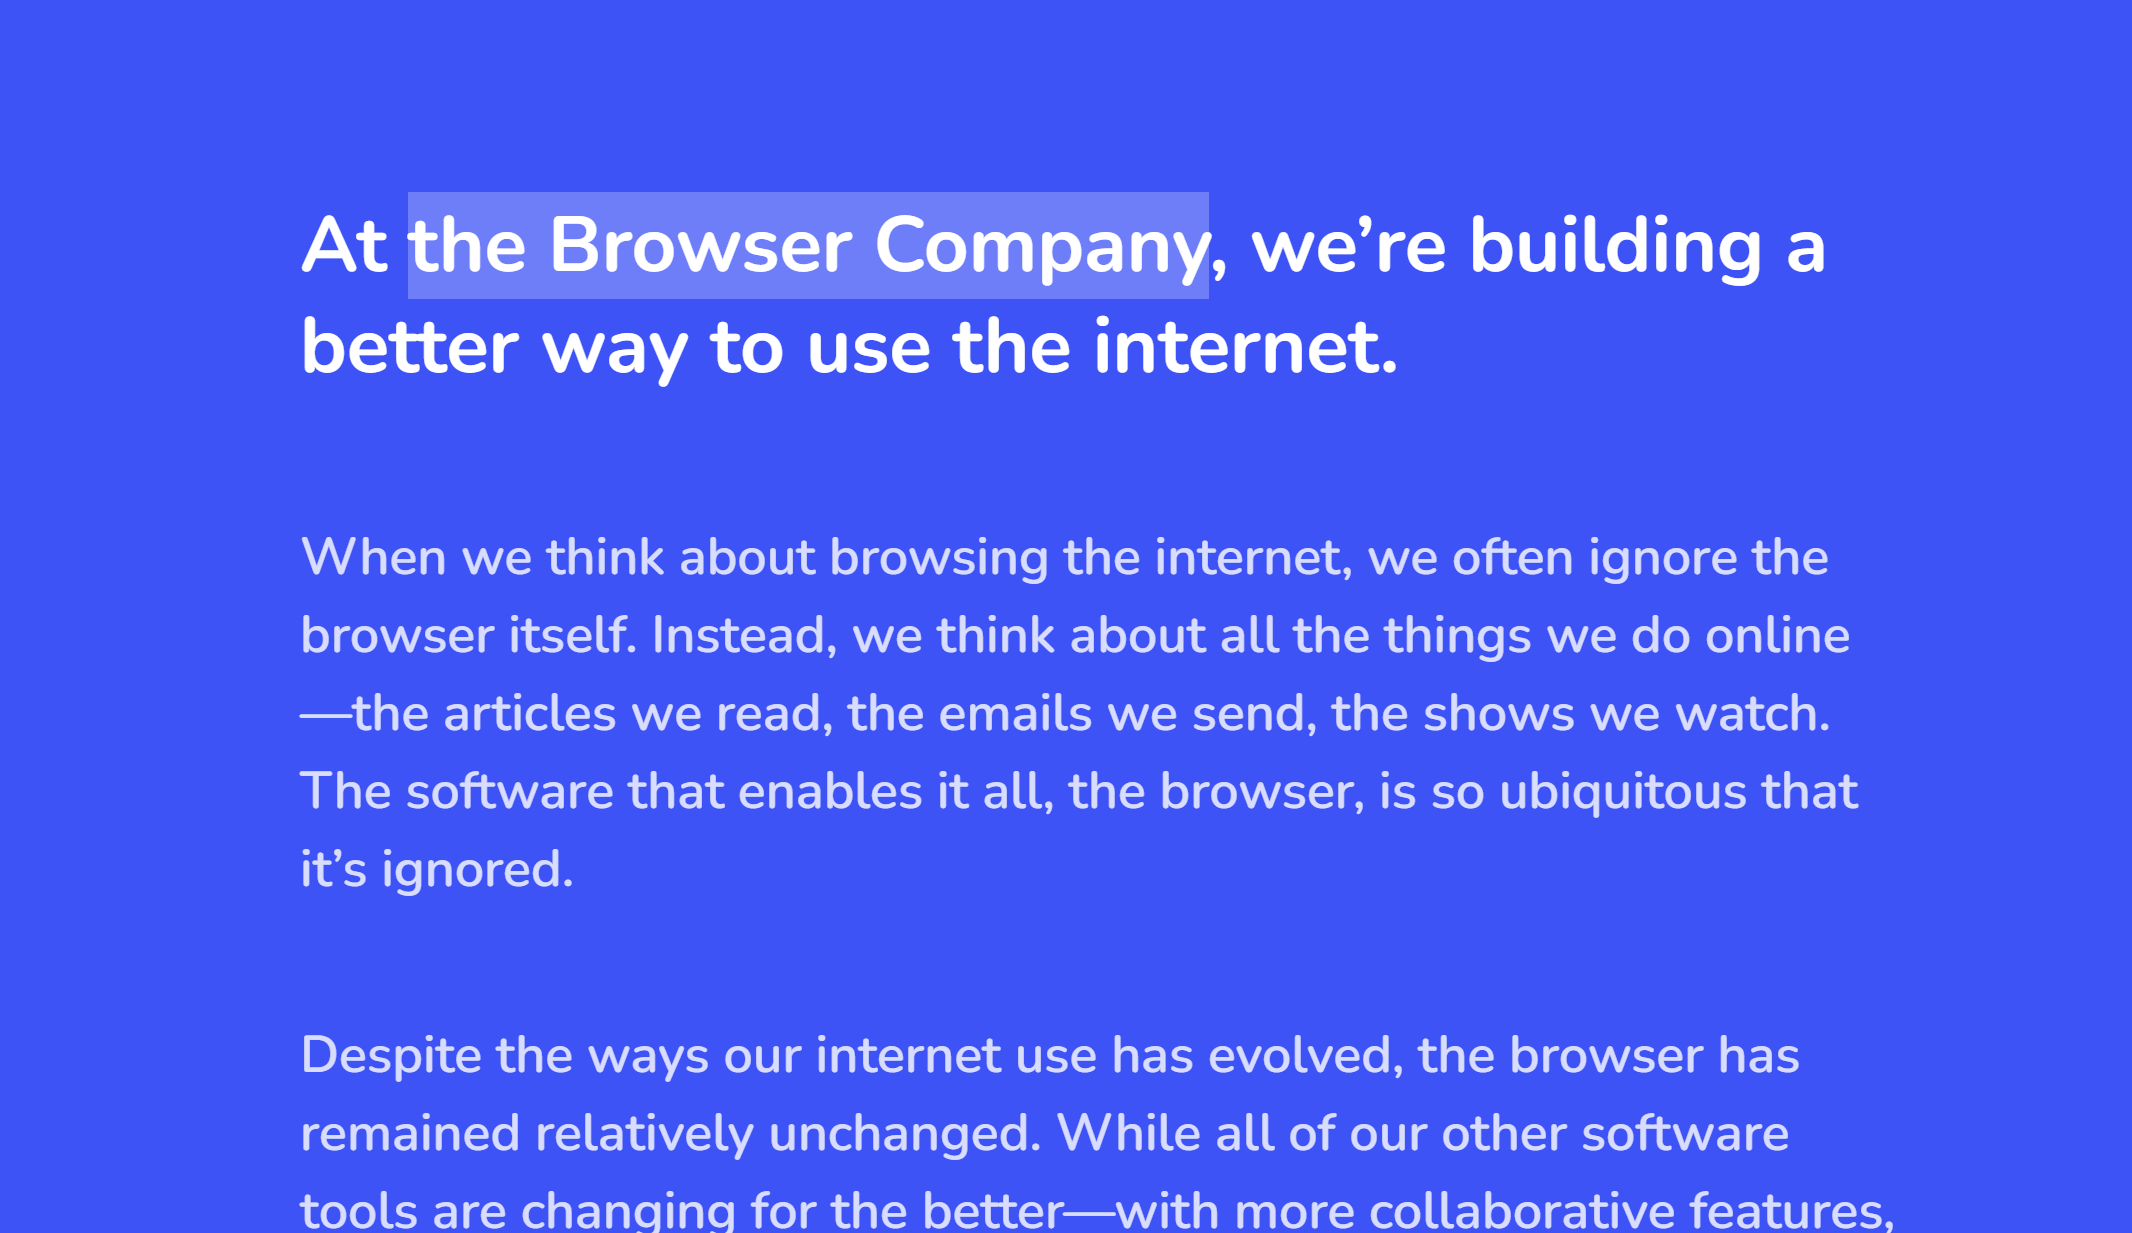 At the Browser Company, we’re building a
better way to use the internet.
When we think about browsing the internet, we often ignore the
browser itself. Instead, we think about all the things we do online
—the articles we read, the emails we send, the shows we watch.
The software that enables it all, the browser, is so ubiquitous that
it’s ignored.
Despite the ways our internet use has evolved, the browser has
remained relatively unchanged. While all of our other software
tools are changing for the better—with more collaborative features,